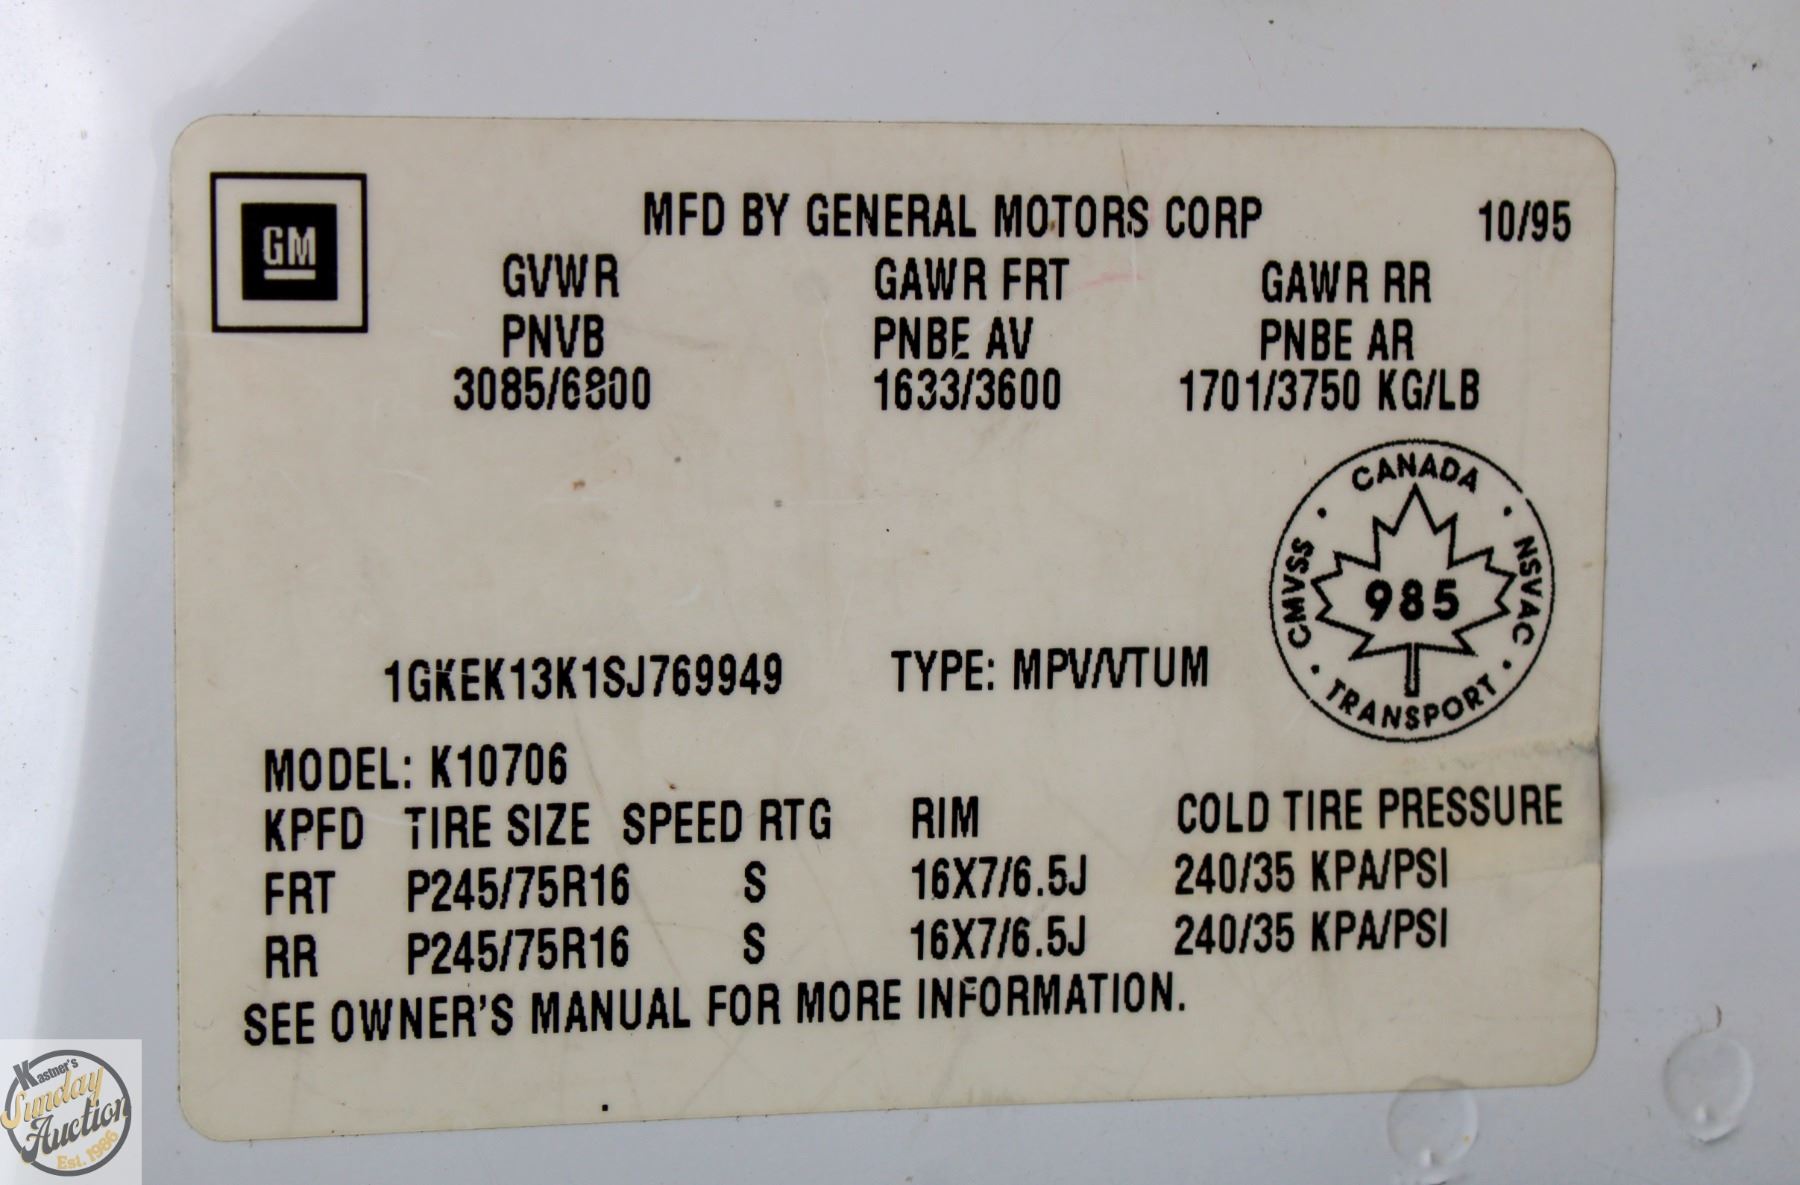 GM
MFD BY GENERAL MOTORS CORP 10/95
GVWR GAWR FRT GAWR RR
PNVB PNBE AV PNBE AR
3085/6800 1633/3600 1701/3750 KG/LB
CANADA
CMVSS 985 NSVAC
TRANSPORT
1GKEK13K1SJ769949 TYPE: MPV/VTUM
MODEL: K10706
KPFD TIRE SIZE SPEED RTG RIM COLD TIRE PRESSURE
FRT P245/75R16 S 16X7/6.5J 240/35 KPA/PSI
RR P245/75R16 S 16X7/6.5J 240/35 KPA/PSI
SEE OWNER'S MANUAL FOR MORE INFORMATION.
Kastner's
Sunday
Auction
Est. 1986